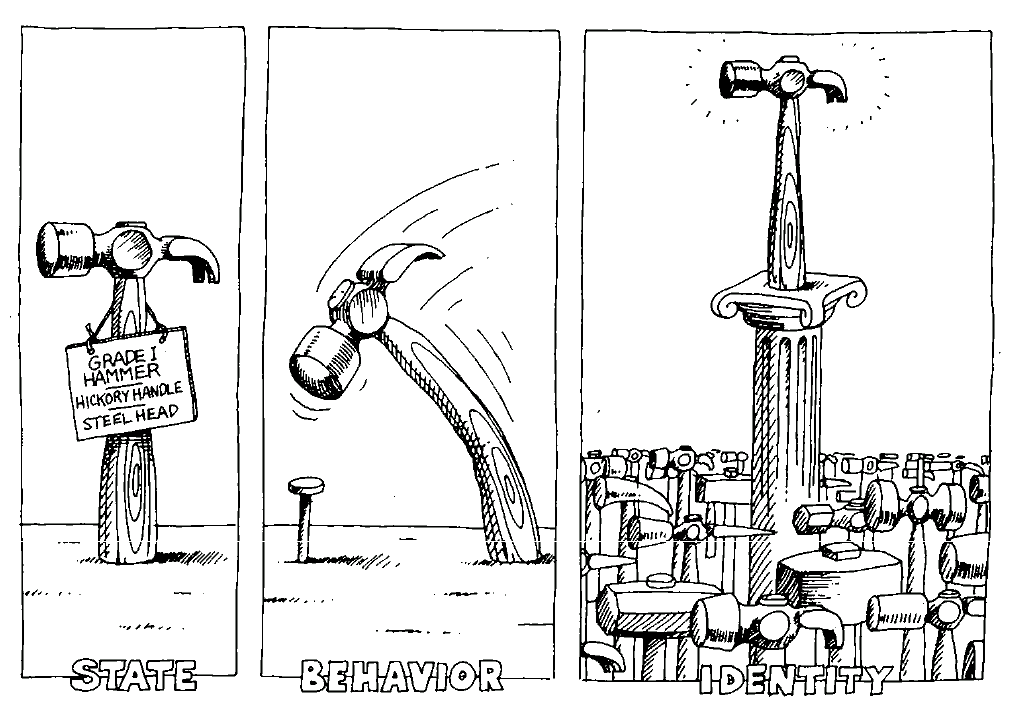 GRADE I
HAMMER
HICKORY HANDLE
STEEL HEAD
STATE
BEHAVIOR
IDENTITY